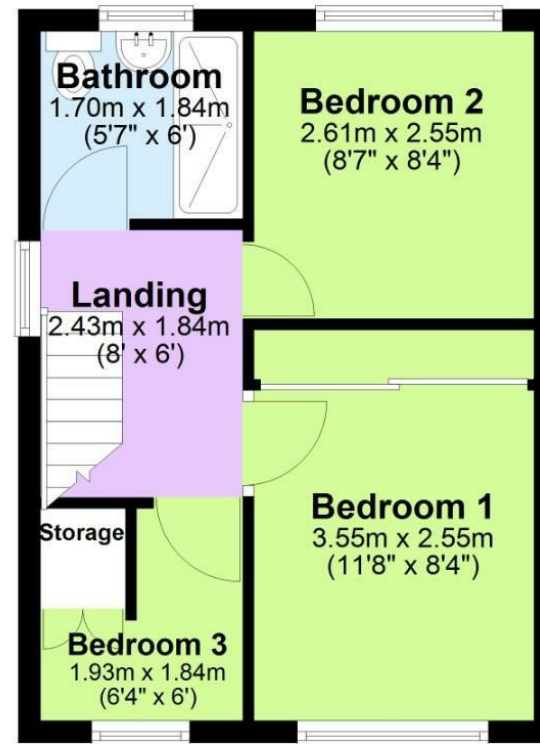 Bathroom
1.70m x 1.84m
(5'7" x 6')
Bedroom 2
2.61m x 2.55m
(8'7" x 8'4")
Landing
2.43m x 1.84m
(8' x 6')
Bedroom 1
3.55m x 2.55m
(11'8" x 8'4")
Storage
Bedroom 3
1.93m x 1.84m
(6'4" x 6')